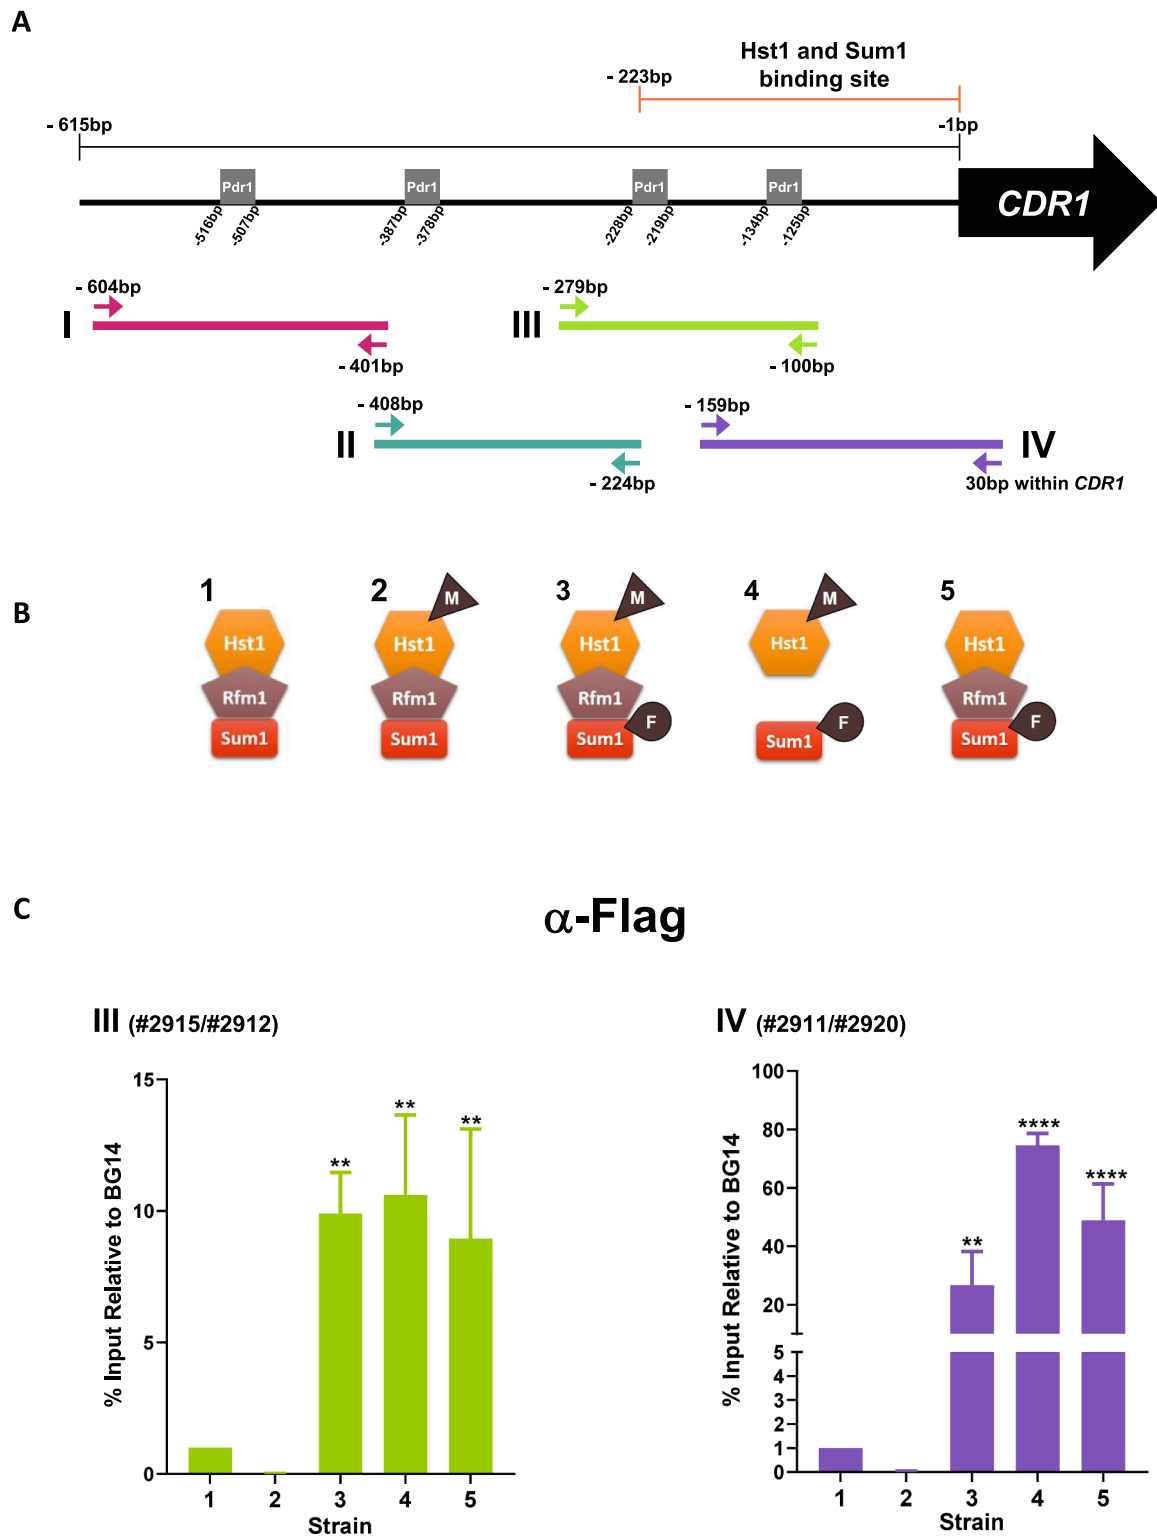 A
Hst1 and Sum1
binding site
- 223bp
- 615bp
-1bp
Pdr1
Pdr1
Pdr1
Pdr1
CDR1
-516bp
-507bp
-387bp
-378bp
-228bp
-219bp
-134bp
-125bp
- 604bp
I
- 401bp
- 279bp
III
- 100bp
- 408bp
II
- 224bp
- 159bp
IV
30bp within CDR1
B
1
2
3
4
5
M
M
M
Hst1
Hst1
Hst1
Hst1
Hst1
Rfm1
Rfm1
Rfm1
Rfm1
F
F
F
Sum1
Sum1
Sum1
Sum1
Sum1
C
α-Flag
III (#2915/#2912)
% Input Relative to BG14
15
10
5
0
**
**
**
1 2 3 4 5
Strain
IV (#2911/#2920)
% Input Relative to BG14
100
80
60
40
20
5
4
3
2
1
0
**
****
****
1 2 3 4 5
Strain